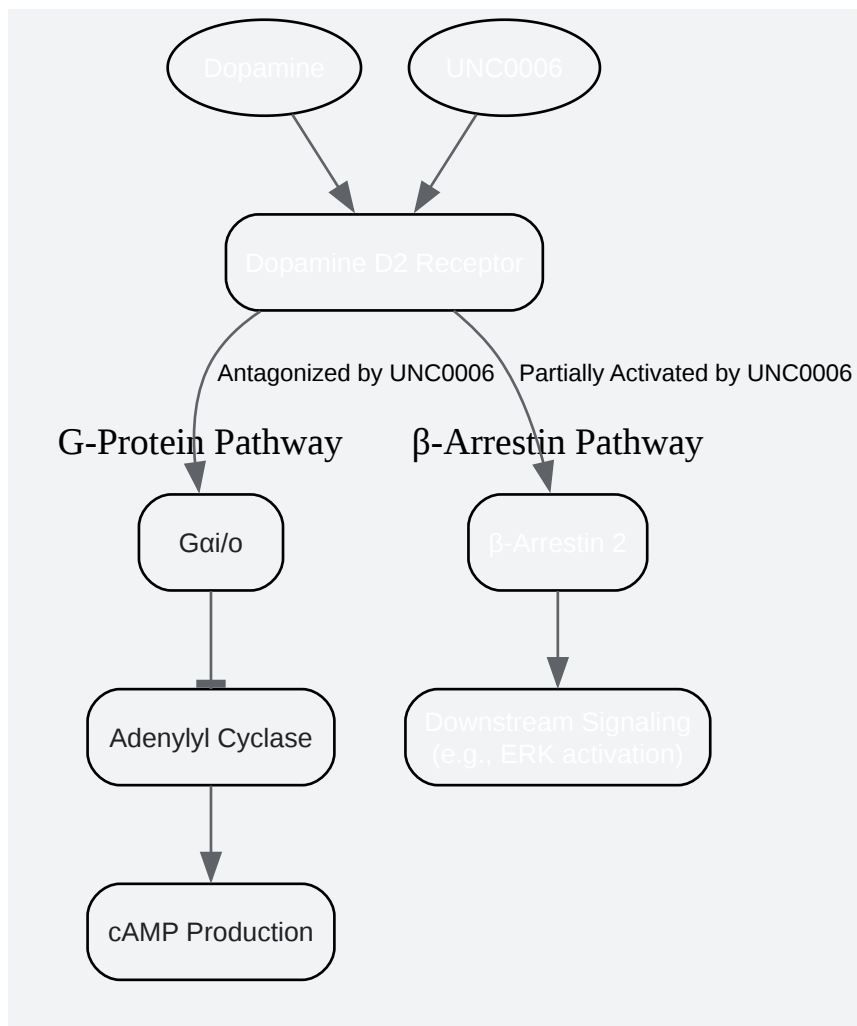 Dopamine
UNC0006
Dopamine D2 Receptor
Antagonized by UNC0006
Partially Activated by UNC0006
G-Protein Pathway
β-Arrestin Pathway
Gαi/o
β-Arrestin 2
Adenylyl Cyclase
Downstream Signaling
(e.g., ERK activation)
cAMP Production